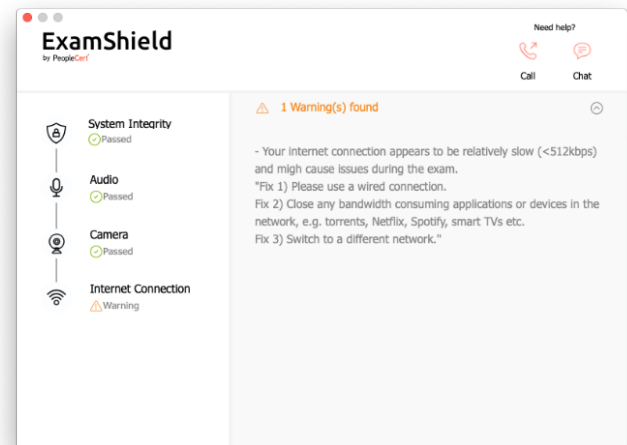 ExamShield
by PeopleCert
Need help?
Call
Chat
System Integrity
Passed
Audio
Passed
Camera
Passed
Internet Connection
Warning
1 Warning(s) found
- Your internet connection appears to be relatively slow (<512kbps)
and migh cause issues during the exam.
"Fix 1) Please use a wired connection.
Fix 2) Close any bandwidth consuming applications or devices in the
network, e.g. torrents, Netflix, Spotify, smart TVs etc.
Fix 3) Switch to a different network."